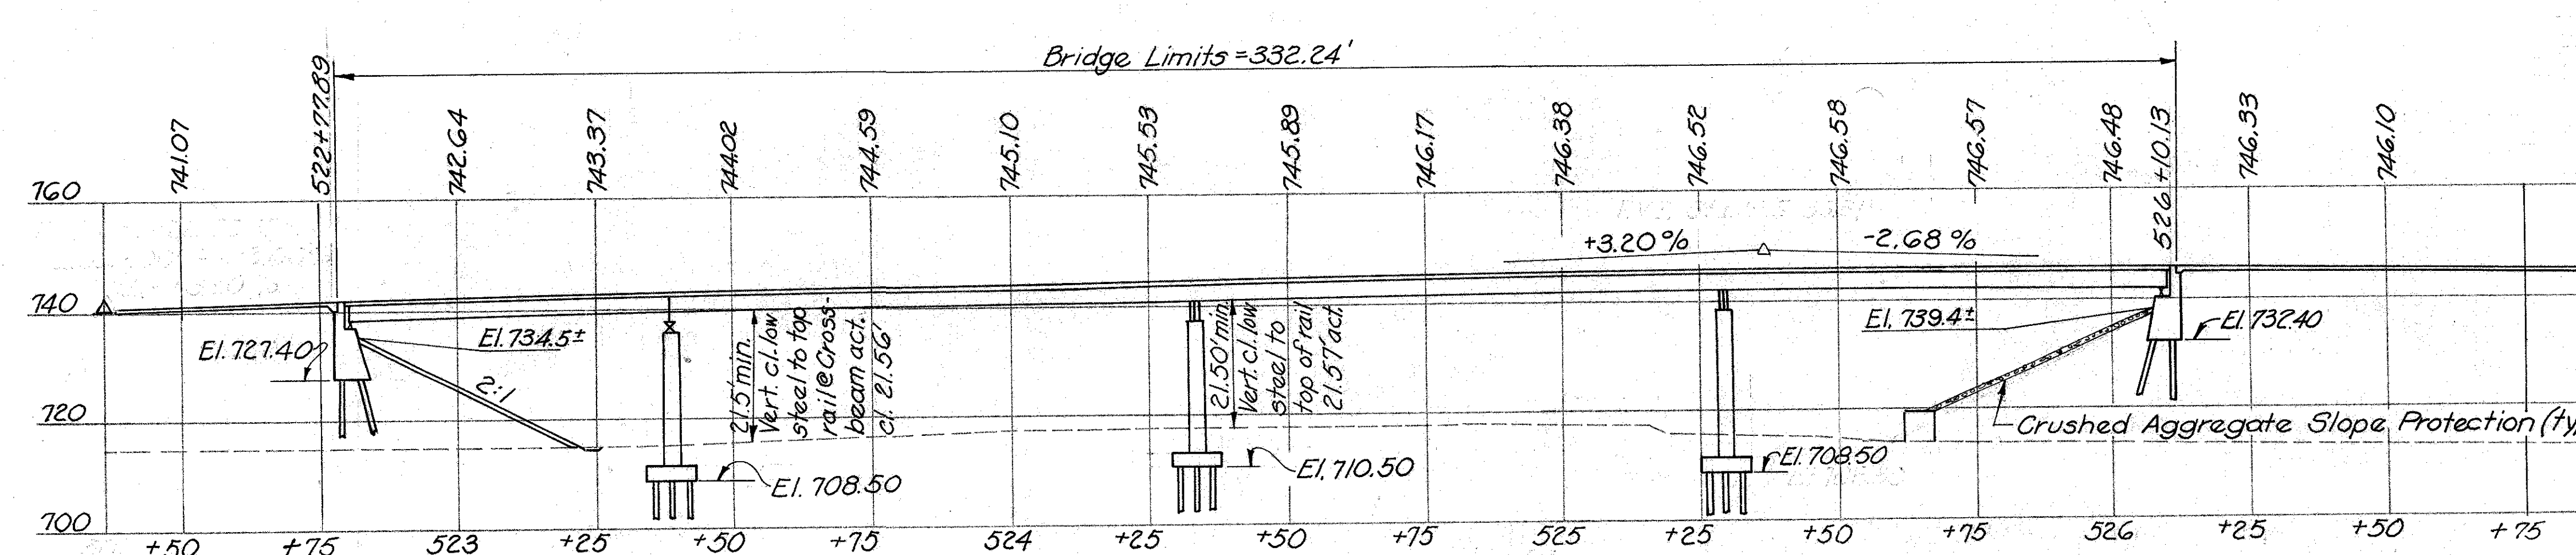 Bridge Limits = 332.24'
741.07
522+77.89
742.64
743.37
744.02
744.59
745.10
745.53
745.89
746.17
746.38
746.52
746.58
746.57
746.48
526+10.13
746.33
746.10
760
+3.20%
-2.68%
740
El. 727.40
El. 734.5±
2:1
21.5' min.
Vert. cl. low
steel to top
rail @ Cross-
beam act.
cl. 21.56'
21.50' min.
Vert. cl. low
steel to
top of rail
21.57' act.
El. 739.4±
El. 732.40
720
Crushed Aggregate Slope Protection (ty
El. 708.50
El. 710.50
El. 708.50
700
+50 +75 523 +25 +50 +75 524 +25 +50 +75 525 +25 +50 +75 526 +25 +50 +75